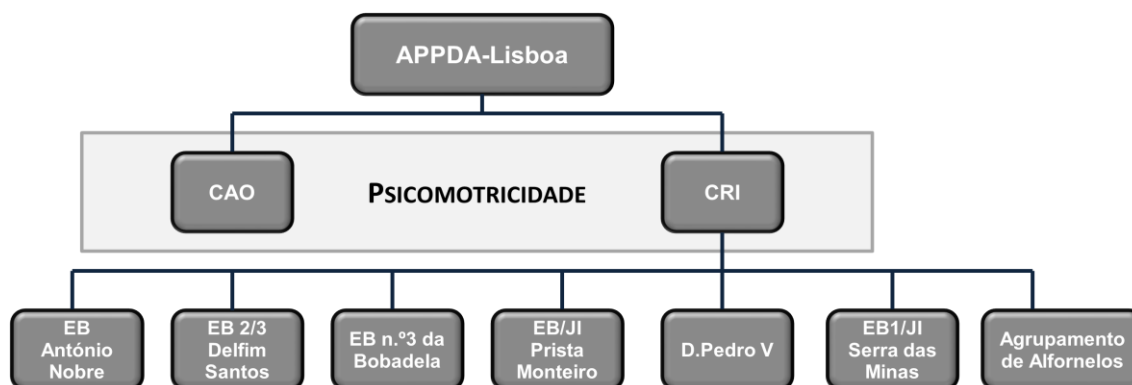 APPDA-Lisboa
CAO
PSICOMOTRICIDADE
CRI
EB
António
Nobre
EB 2/3
Delfim
Santos
EB n.º3 da
Bobadela
EB/JI
Prista
Monteiro
D.Pedro V
EB1/JI
Serra das
Minas
Agrupamento
de Alfornelos